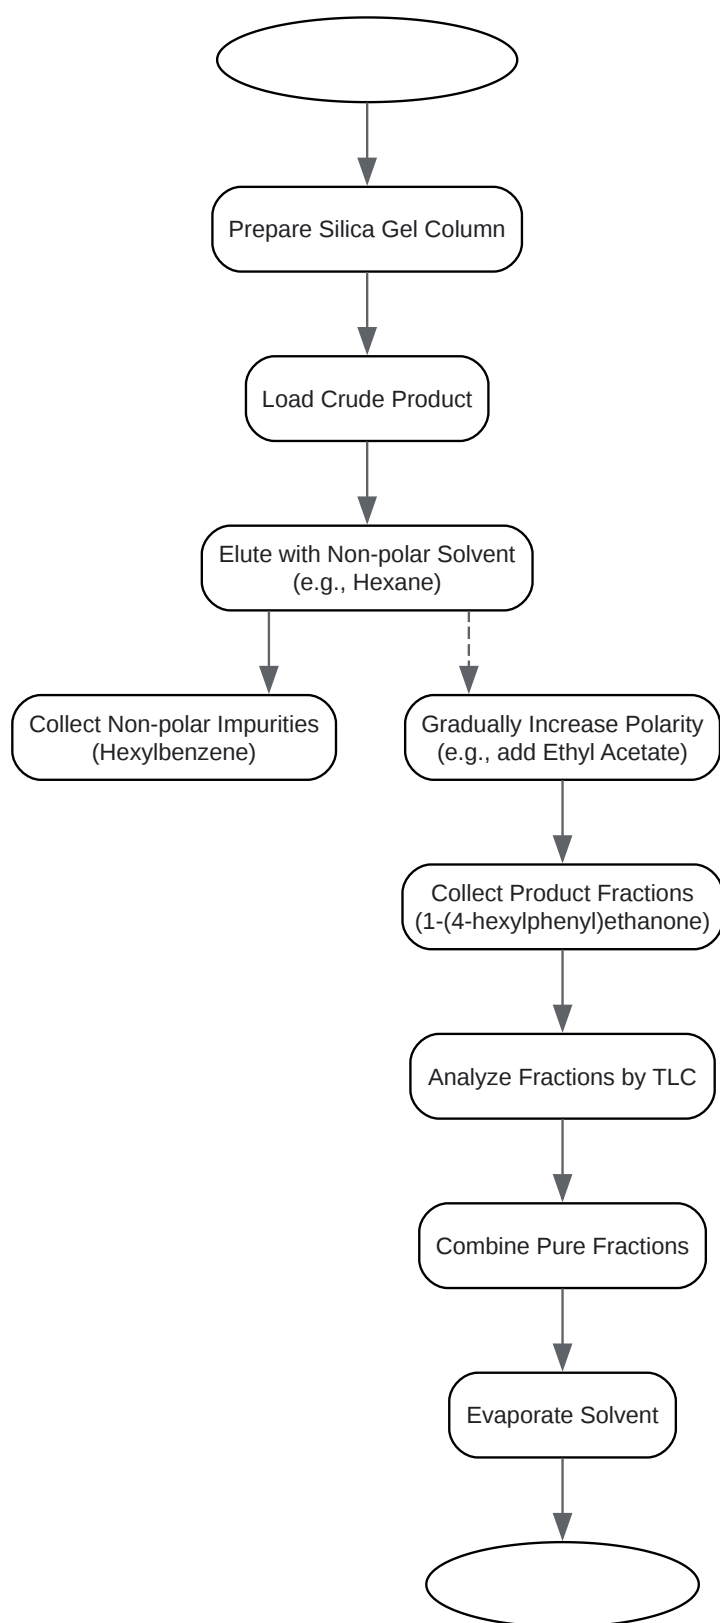 Prepare Silica Gel Column
Load Crude Product
Elute with Non-polar Solvent
(e.g., Hexane)
Collect Non-polar Impurities
(Hexylbenzene)
Gradually Increase Polarity
(e.g., add Ethyl Acetate)
Collect Product Fractions
(1-(4-hexylphenyl)ethanone)
Analyze Fractions by TLC
Combine Pure Fractions
Evaporate Solvent